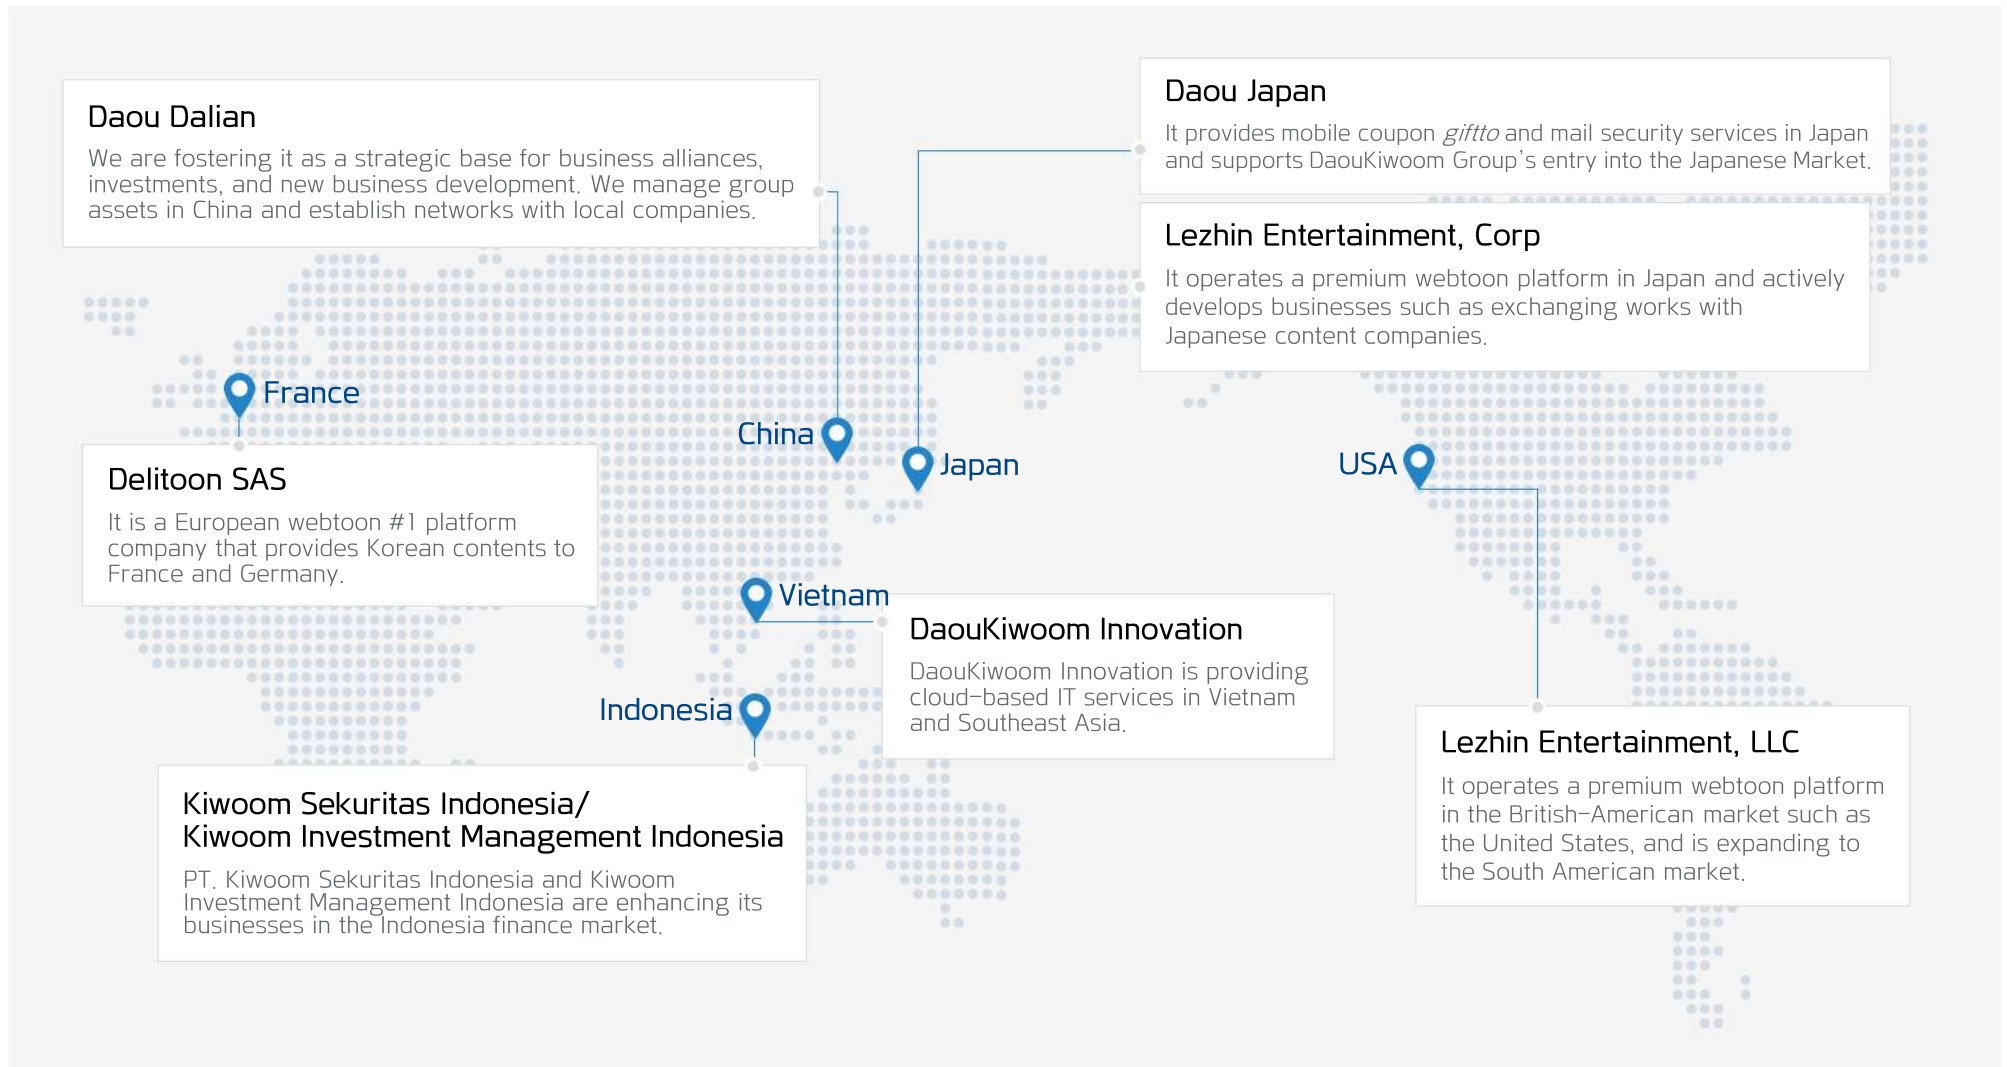 Daou Dalian
We are fostering it as a strategic base for business alliances,
investments, and new business development. We manage group
assets in China and establish networks with local companies.
Daou Japan
It provides mobile coupon giftto and mail security services in Japan
and supports DaouKiwoom Group's entry into the Japanese Market.
Lezhin Entertainment, Corp
It operates a premium webtoon platform in Japan and actively
develops businesses such as exchanging works with
Japanese content companies.
France
China
Japan
USA
Delitoon SAS
It is a European webtoon #1 platform
company that provides Korean contents to
France and Germany.
Vietnam
DaouKiwoom Innovation
DaouKiwoom Innovation is providing
cloud-based IT services in Vietnam
and Southeast Asia.
Indonesia
Kiwoom Sekuritas Indonesia/
Kiwoom Investment Management Indonesia
PT. Kiwoom Sekuritas Indonesia and Kiwoom
Investment Management Indonesia are enhancing its
businesses in the Indonesia finance market.
Lezhin Entertainment, LLC
It operates a premium webtoon platform
in the British-American market such as
the United States, and is expanding to
the South American market.